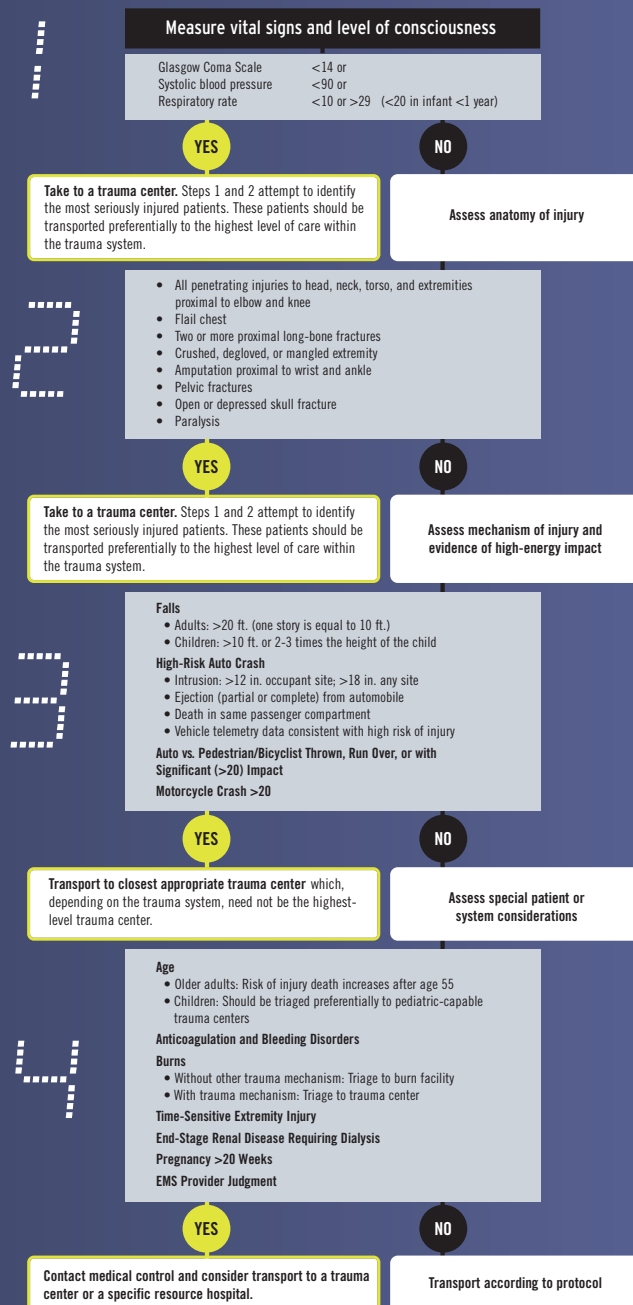 1
Measure vital signs and level of consciousness
Glasgow Coma Scale <14 or
Systolic blood pressure <90 or
Respiratory rate <10 or >29 (<20 in infant <1 year)
YES
NO
Take to a trauma center. Steps 1 and 2 attempt to identify
the most seriously injured patients. These patients should be
transported preferentially to the highest level of care within
the trauma system.
Assess anatomy of injury
2
• All penetrating injuries to head, neck, torso, and extremities
proximal to elbow and knee
• Flail chest
• Two or more proximal long-bone fractures
• Crushed, degloved, or mangled extremity
• Amputation proximal to wrist and ankle
• Pelvic fractures
• Open or depressed skull fracture
• Paralysis
YES
NO
Take to a trauma center. Steps 1 and 2 attempt to identify
the most seriously injured patients. These patients should be
transported preferentially to the highest level of care within
the trauma system.
Assess mechanism of injury and
evidence of high-energy impact
3
Falls
• Adults: >20 ft. (one story is equal to 10 ft.)
• Children: >10 ft. or 2-3 times the height of the child
High-Risk Auto Crash
• Intrusion: >12 in. occupant site; >18 in. any site
• Ejection (partial or complete) from automobile
• Death in same passenger compartment
• Vehicle telemetry data consistent with high risk of injury
Auto vs. Pedestrian/Bicyclist Thrown, Run Over, or with
Significant (>20) Impact
Motorcycle Crash >20
YES
NO
Transport to closest appropriate trauma center which,
depending on the trauma system, need not be the highest-
level trauma center.
Assess special patient or
system considerations
4
Age
• Older adults: Risk of injury death increases after age 55
• Children: Should be triaged preferentially to pediatric-capable
trauma centers
Anticoagulation and Bleeding Disorders
Burns
• Without other trauma mechanism: Triage to burn facility
• With trauma mechanism: Triage to trauma center
Time-Sensitive Extremity Injury
End-Stage Renal Disease Requiring Dialysis
Pregnancy >20 Weeks
EMS Provider Judgment
YES
NO
Contact medical control and consider transport to a trauma
center or a specific resource hospital.
Transport according to protocol